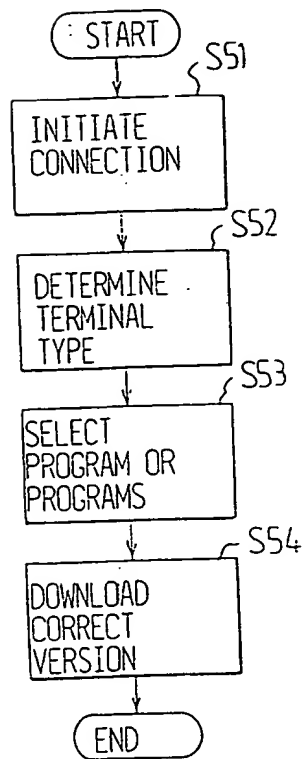 START
S51
INITIATE
CONNECTION
S52
DETERMINE
TERMINAL
TYPE
S53
SELECT
PROGRAM OR
PROGRAMS
S54
DOWNLOAD
CORRECT
VERSION
END